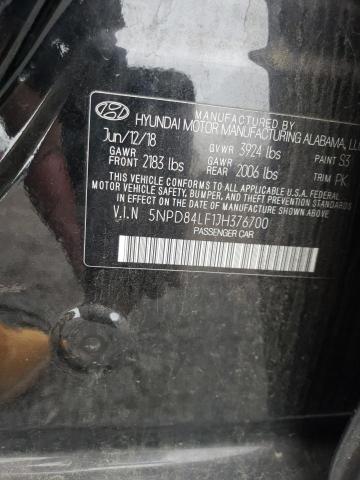 MANUFACTURED BY
HYUNDAI MOTOR MANUFACTURING ALABAMA, LLC
Jun/12/18 GVWR 3924 lbs PAINT S3
GAWR FRONT 2183 lbs GAWR REAR 2006 lbs TRIM PK
THIS VEHICLE CONFORMS TO ALL APPLICABLE U.S. FEDERAL
MOTOR VEHICLE SAFETY, BUMPER, AND THEFT PREVENTION STANDARDS
IN EFFECT ON THE DATE OF MANUFACTURE SHOWN ABOVE.
V.I.N 5NPD84LF1JH376700
PASSENGER CAR